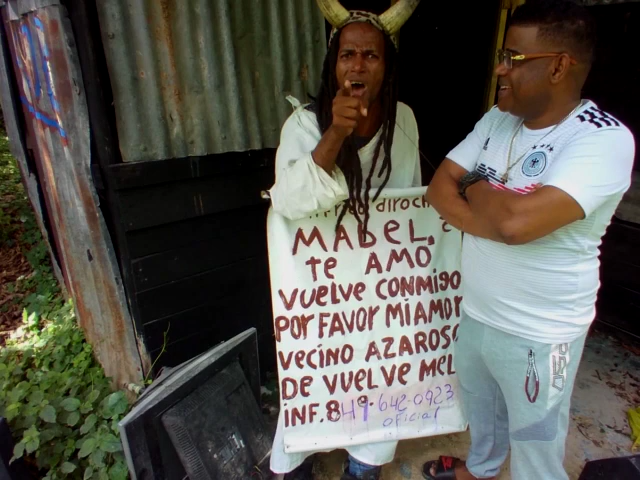 MABEL.
TE AMO
VUELVE CONMIGO
POR FAVOR MI AMOR
VECINO AZAROSO
DE VUELVE MEL
INF. 849-642-0923
oficial